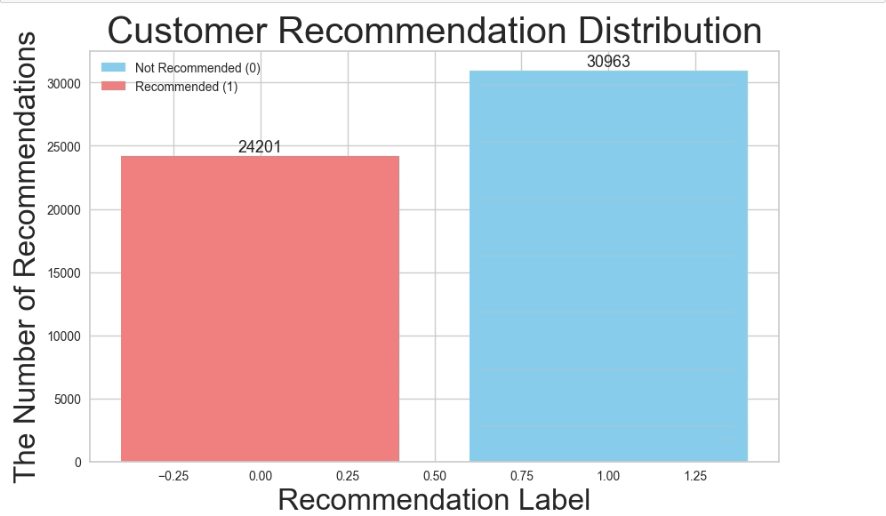 Customer Recommendation Distribution
The Number of Recommendations
Not Recommended (0)
Recommended (1)
30963
24201
30000
25000
20000
15000
10000
5000
0
−0.25 0.00 0.25 0.50 0.75 1.00 1.25
Recommendation Label